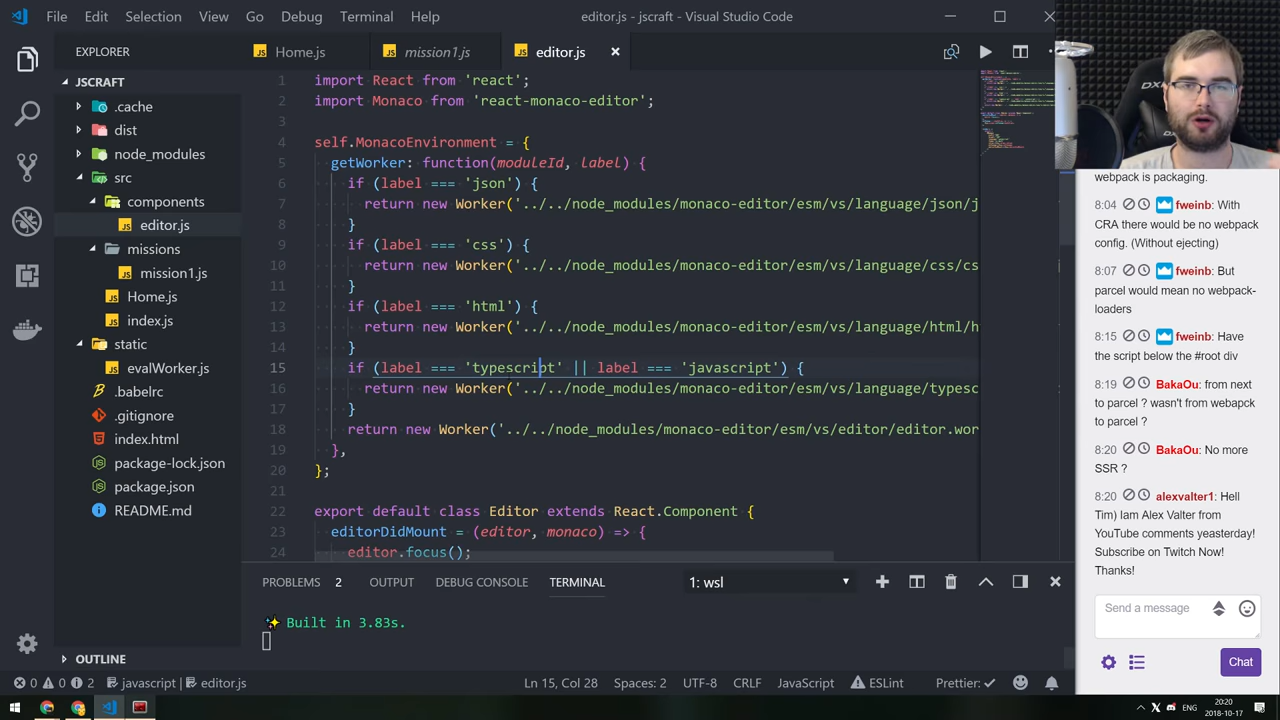 File Edit Selection View Go Debug Terminal Help
editor.js - jscraft - Visual Studio Code
EXPLORER
JS Home.js
JS mission1.js
JS editor.js
JSCRAFT
.cache
dist
node_modules
src
components
JS editor.js
missions
JS mission1.js
JS Home.js
JS index.js
static
JS evalWorker.js
.babelrc
.gitignore
index.html
package-lock.json
package.json
README.md
OUTLINE
1 import React from 'react';
2 import Monaco from 'react-monaco-editor';
3
4 self.MonacoEnvironment = {
5 getWorker: function(moduleId, label) {
6 if (label === 'json') {
7 return new Worker('../../node_modules/monaco-editor/esm/vs/language/json/j
8 }
9 if (label === 'css') {
10 return new Worker('../../node_modules/monaco-editor/esm/vs/language/css/cs
11 }
12 if (label === 'html') {
13 return new Worker('../../node_modules/monaco-editor/esm/vs/language/html/h
14 }
15 if (label === 'typescript' || label === 'javascript') {
16 return new Worker('../../node_modules/monaco-editor/esm/vs/language/typesc
17 }
18 return new Worker('../../node_modules/monaco-editor/esm/vs/editor/editor.wor
19 },
20 };
21
22 export default class Editor extends React.Component {
23 editorDidMount = (editor, monaco) => {
24 editor.focus();
PROBLEMS 2 OUTPUT DEBUG CONSOLE TERMINAL 1: wsl
Built in 3.83s.
0 0 2 javascript editor.js Ln 15, Col 28 Spaces: 2 UTF-8 CRLF JavaScript ESLint Prettier: ✓
webpack is packaging.
8:04 fweinb: With
CRA there would be no webpack
config. (Without ejecting)
8:07 fweinb: But
parcel would mean no webpack-
loaders
8:15 fweinb: Have
the script below the #root div
8:19 BakaOu: from next
to parcel ? wasn't from webapck
to parcel ?
8:20 BakaOu: No more
SSR ?
8:20 alexvalter1: Hell
Tim) Iam Alex Valter from
YouTube comments yeasterday!
Subscribe on Twitch Now!
Thanks!
Send a message
Chat
ENG
20:20
2018-10-17